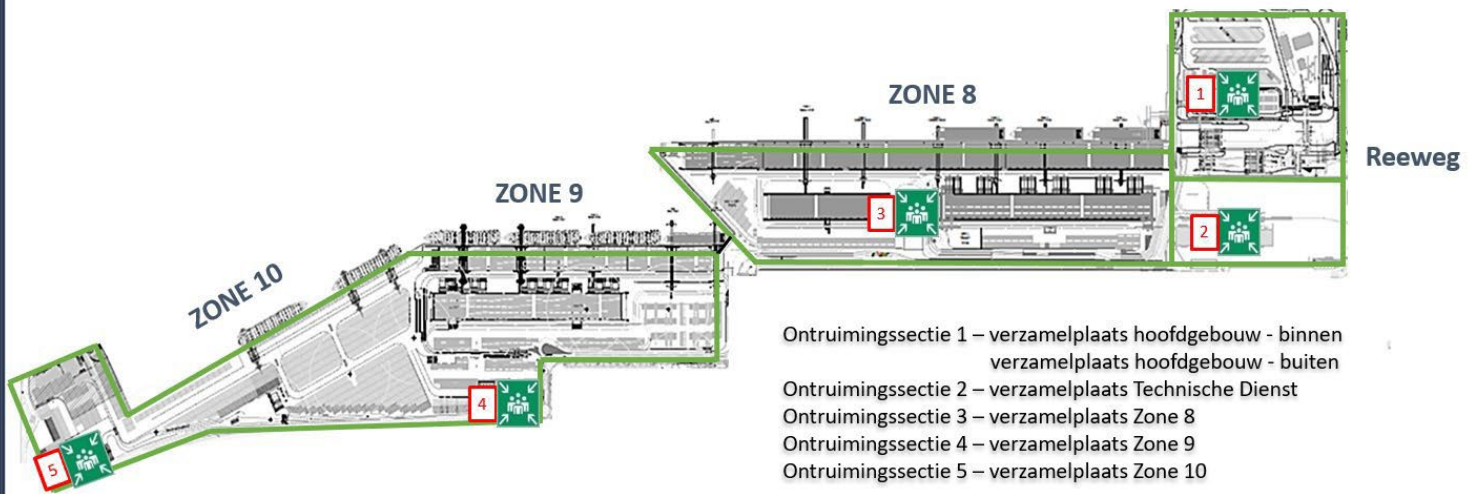 ZONE 8
1
Reeweg
ZONE 9
3
2
ZONE 10
4
5
Ontruimingssectie 1 – verzamelplaats hoofdgebouw - binnen
verzamelplaats hoofdgebouw - buiten
Ontruimingssectie 2 – verzamelplaats Technische Dienst
Ontruimingssectie 3 – verzamelplaats Zone 8
Ontruimingssectie 4 – verzamelplaats Zone 9
Ontruimingssectie 5 – verzamelplaats Zone 10